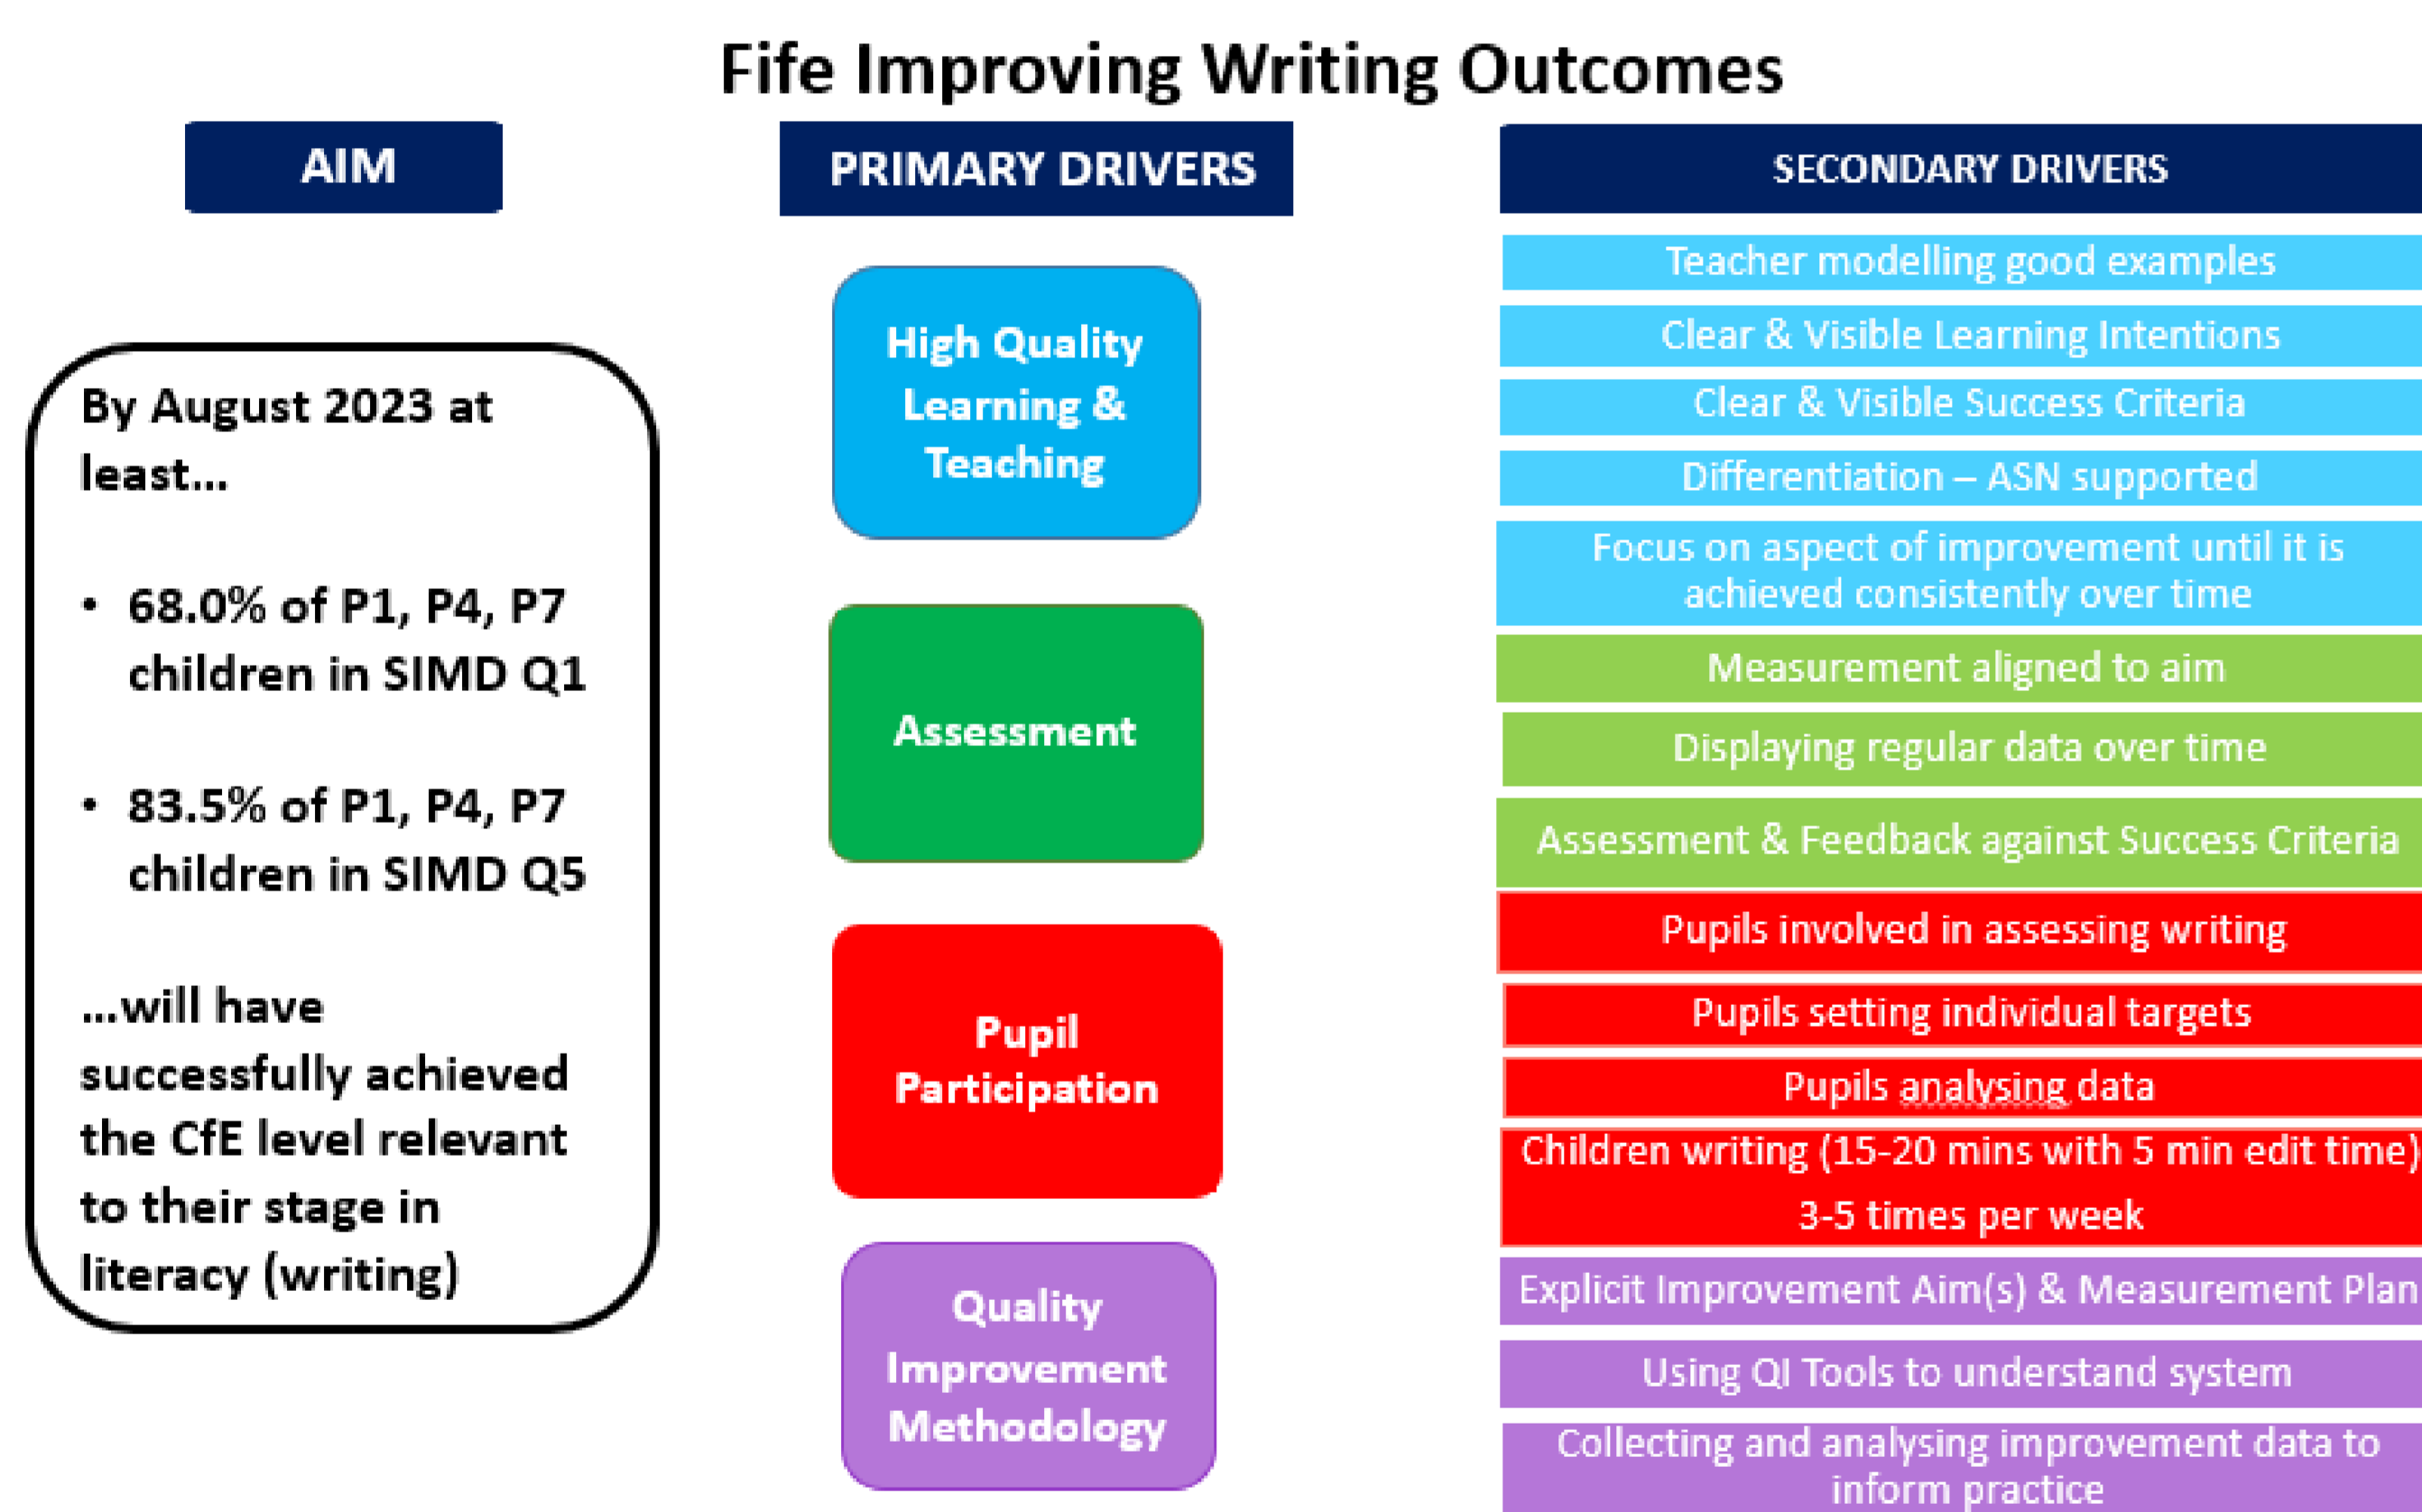 Fife Improving Writing Outcomes
AIM
By August 2023 at
least...
• 68.0% of P1, P4, P7
children in SIMD Q1
• 83.5% of P1, P4, P7
children in SIMD Q5
...will have
successfully achieved
the CfE level relevant
to their stage in
literacy (writing)
PRIMARY DRIVERS
High Quality
Learning &
Teaching
Assessment
Pupil
Participation
Quality
Improvement
Methodology
SECONDARY DRIVERS
Teacher modelling good examples
Clear & Visible Learning Intentions
Clear & Visible Success Criteria
Differentiation – ASN supported
Focus on aspect of improvement until it is
achieved consistently over time
Measurement aligned to aim
Displaying regular data over time
Assessment & Feedback against Success Criteria
Pupils involved in assessing writing
Pupils setting individual targets
Pupils analysing data
Children writing (15-20 mins with 5 min edit time)
3-5 times per week
Explicit Improvement Aim(s) & Measurement Plan
Using QI Tools to understand system
Collecting and analysing improvement data to
inform practice